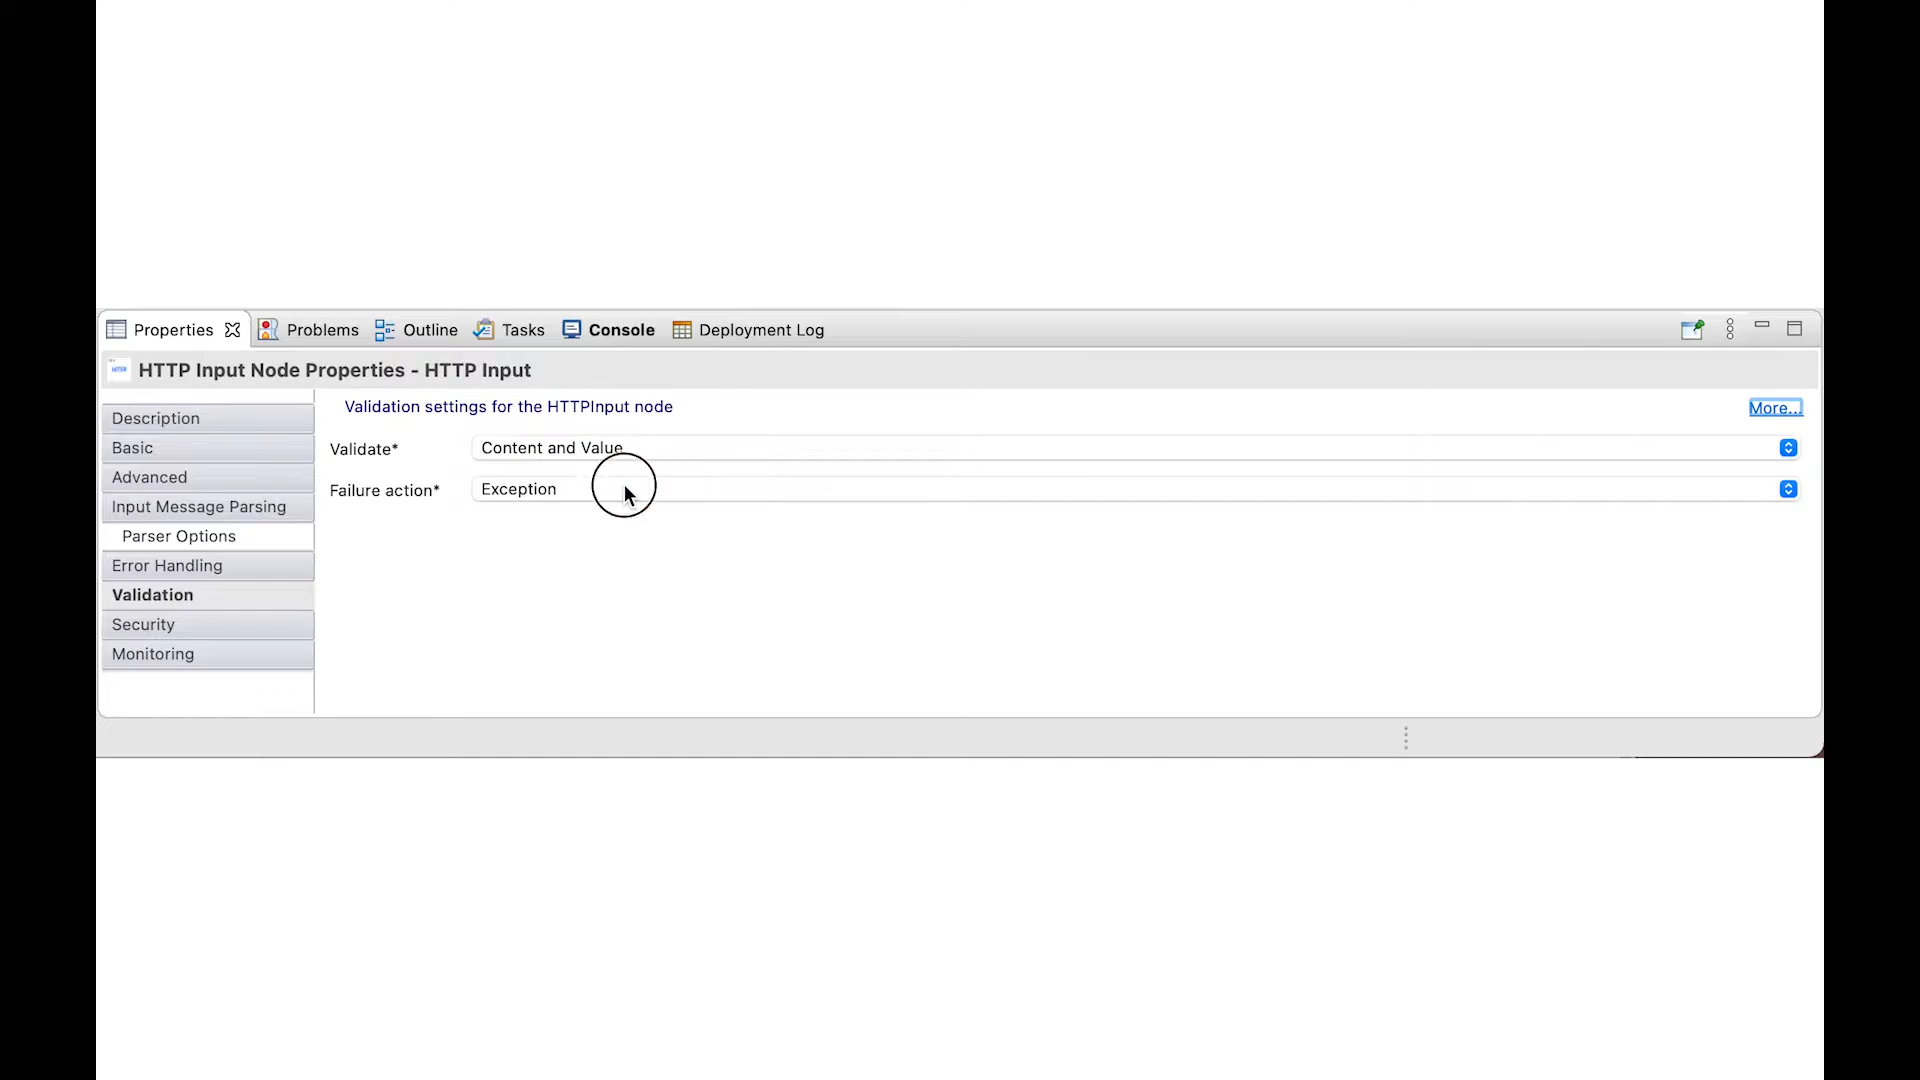 Properties Problems Outline Tasks Console Deployment Log
HTTP Input Node Properties - HTTP Input
Description
Basic
Advanced
Input Message Parsing
Parser Options
Error Handling
Validation
Security
Monitoring
Validation settings for the HTTPInput node More...
Validate* Content and Value
Failure action* Exception